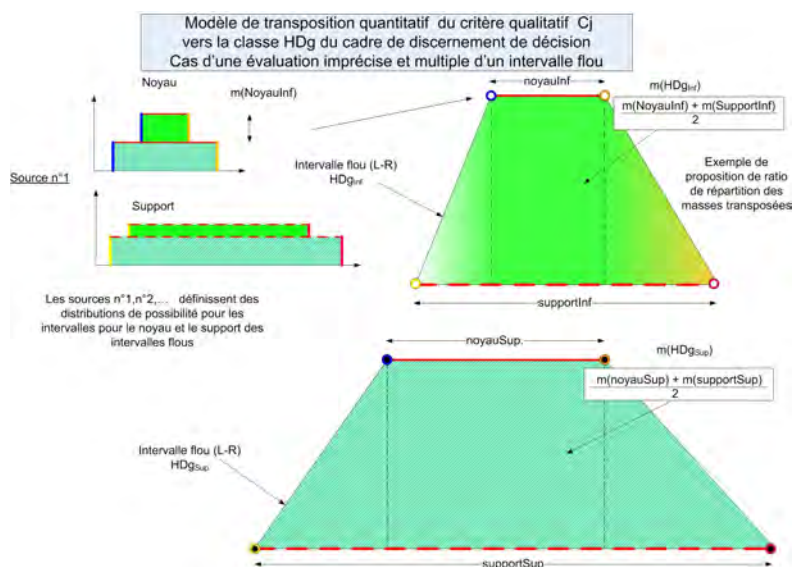 Modèle de transposition quantitatif du critère qualitatif Cj
vers la classe HDg du cadre de discernement de décision
Cas d'une évaluation imprécise et multiple d'un intervalle flou
Noyau
m(NoyauInf)
Source n°1
Support
Les sources n°1,n°2,... définissent des
distributions de possibilité pour les
intervalles pour le noyau et le support des
intervalles flous
noyauInf
m(HDgInf)
m(NoyauInf) + m(SupportInf)
2
Intervalle flou (L-R)
HDgInf
Exemple de
proposition de ratio
de répartition des
masses transposées
supportInf
noyauSup.
m(HDgSup)
m(noyauSup) + m(supportSup)
2
Intervalle flou (L-R)
HDgSup
supportSup